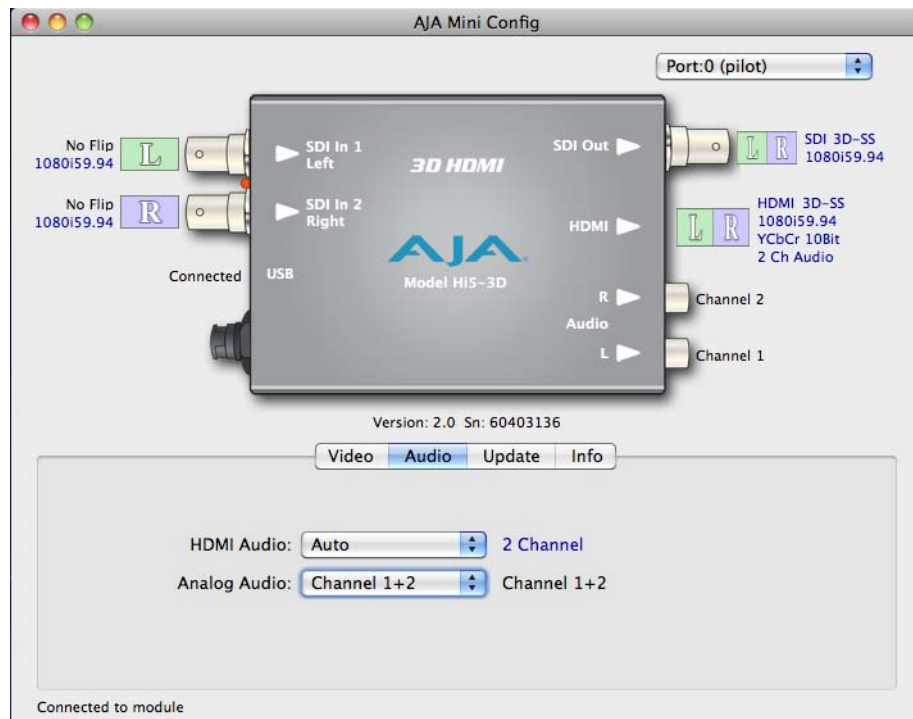 AJA Mini Config
Port:0 (pilot)
No Flip
1080i59.94
L
SDI In 1
Left
No Flip
1080i59.94
R
SDI In 2
Right
Connected
USB
3D HDMI
AJA
Model Hi5-3D
SDI Out
L R
SDI 3D-SS
1080i59.94
HDMI
L R
HDMI 3D-SS
1080i59.94
YCbCr 10Bit
2 Ch Audio
R
Channel 2
Audio
L
Channel 1
Version: 2.0 Sn: 60403136
Video Audio Update Info
HDMI Audio: Auto 2 Channel
Analog Audio: Channel 1+2 Channel 1+2
Connected to module